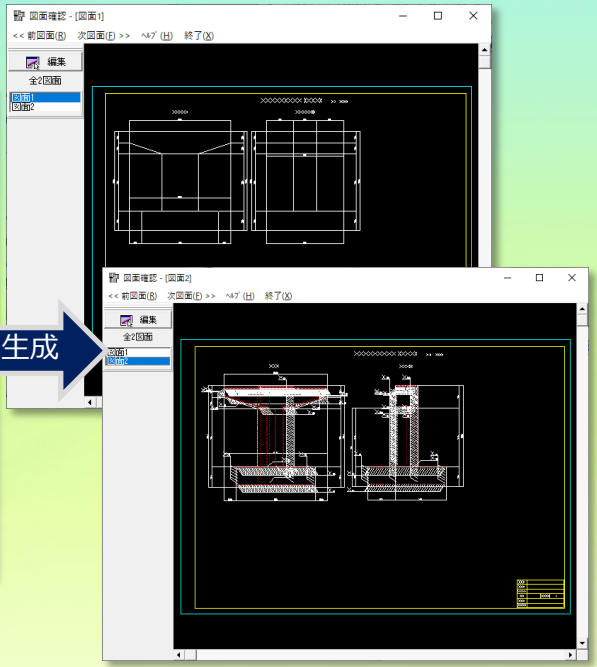 図面確認 - [図面1]
<< 前図面(R) 次図面(F) >> ﾍﾙﾌﾟ(H) 終了(X)
編集
全2図面
図面1
図面2
図面確認 - [図面2]
<< 前図面(R) 次図面(F) >> ﾍﾙﾌﾟ(H) 終了(X)
編集
全2図面
図面1
図面2
生成